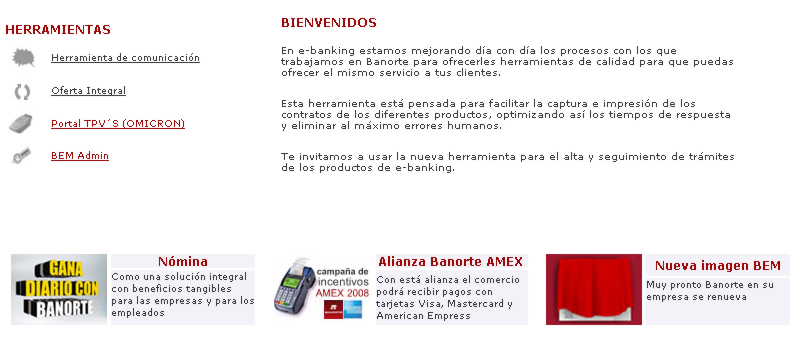 HERRAMIENTAS
Herramienta de comunicación
Oferta Integral
Portal TPV´S (OMICRON)
BEM Admin
BIENVENIDOS
En e-banking estamos mejorando día con día los procesos con los que
trabajamos en Banorte para ofrecerles herramientas de calidad para que puedas
ofrecer el mismo servicio a tus clientes.
Esta herramienta está pensada para facilitar la captura e impresión de los
contratos de los diferentes productos, optimizando así los tiempos de respuesta
y eliminar al máximo errores humanos.
Te invitamos a usar la nueva herramienta para el alta y seguimiento de trámites
de los productos de e-banking.
GANA
DIARIO CON
BANORTE
Nómina
Como una solución integral
con beneficios tangibles
para las empresas y para los
empleados
campaña de
incentivos
AMEX 2008
BANORTE
Alianza Banorte AMEX
Con está alianza el comercio
podrá recibir pagos con
tarjetas Visa, Mastercard y
American Empress
Nueva imagen BEM
Muy pronto Banorte en su
empresa se renueva